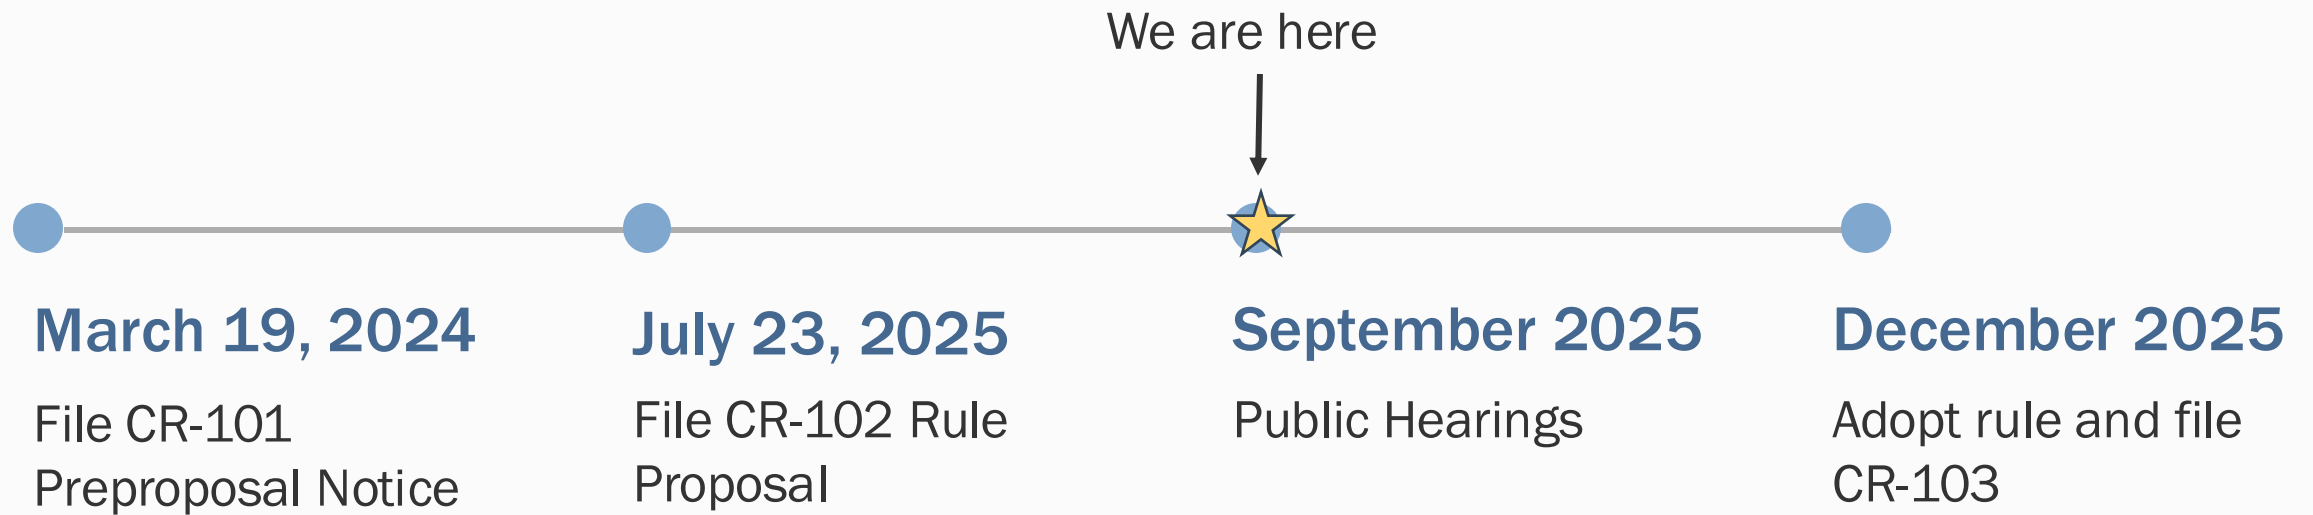 We are here
March 19, 2024
File CR-101
Preproposal Notice
July 23, 2025
File CR-102 Rule
Proposal
September 2025
Public Hearings
December 2025
Adopt rule and file
CR-103